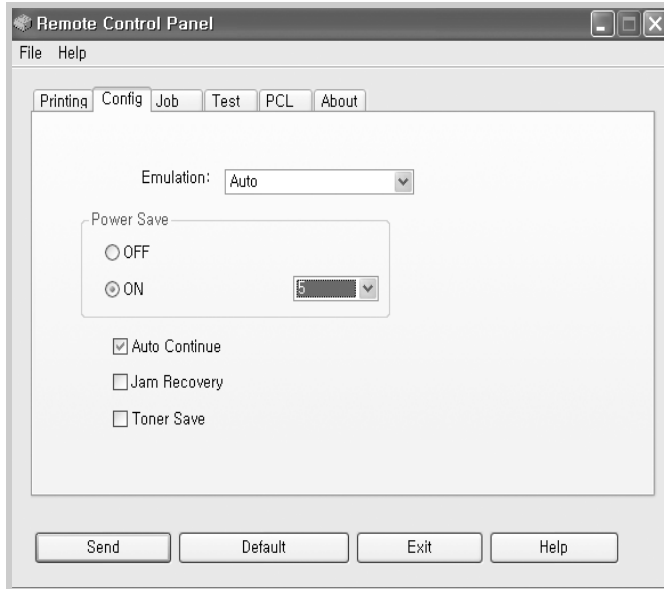 Remote Control Panel
File Help
Printing Config Job Test PCL About
Emulation: Auto
Power Save
OFF
ON 5
Auto Continue
Jam Recovery
Toner Save
Send Default Exit Help